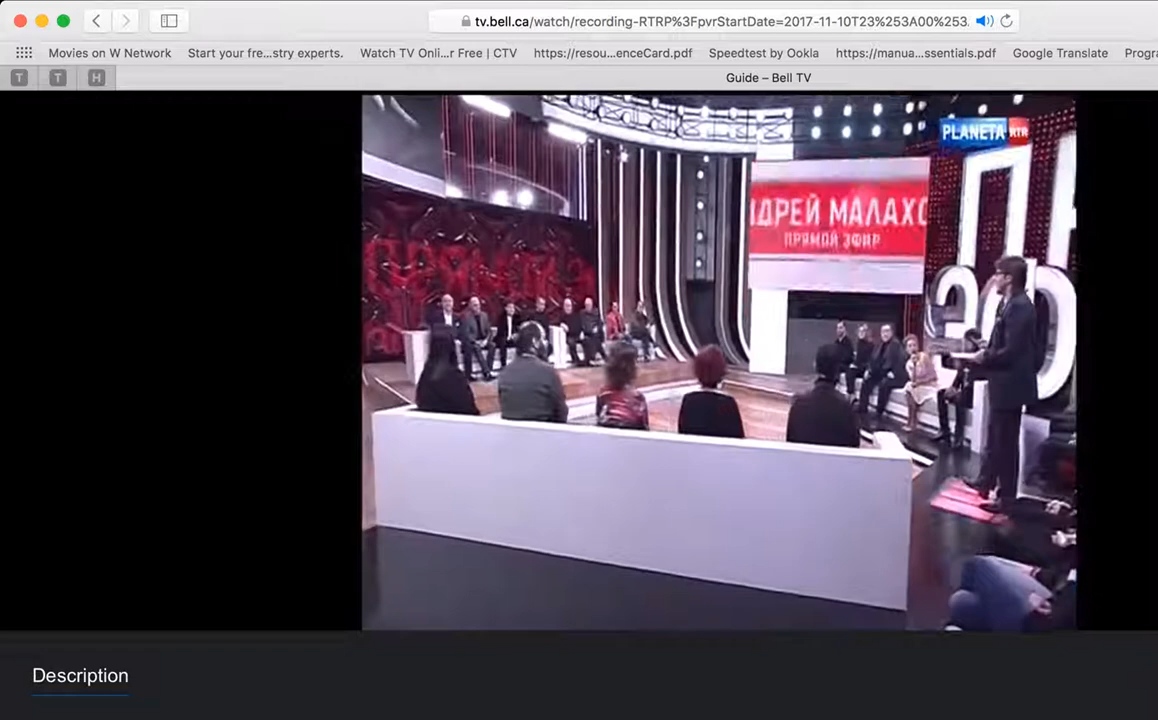 tv.bell.ca/watch/recording-RTRP%3FpvrStartDate=2017-11-10T23%253A00%253.
Movies on W Network Start your fre...stry experts. Watch TV Onli...r Free | CTV https://resou...enceCard.pdf Speedtest by Ookla https://manua...ssentials.pdf Google Translate Progra
T T H Guide – Bell TV
PLANETA RTR
НДРЕЙ МАЛАХО
ПРЯМОЙ ЭФИР
Description